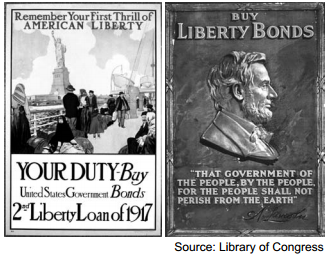 Remember Your First Thrill of
AMERICAN LIBERTY
YOUR DUTY-Buy
United States Government Bonds
2nd Liberty Loan of 1917
BUY
LIBERTY BONDS
"THAT GOVERNMENT OF
THE PEOPLE, BY THE PEOPLE,
FOR THE PEOPLE SHALL NOT
PERISH FROM THE EARTH"
A. Lincoln
Source: Library of Congress